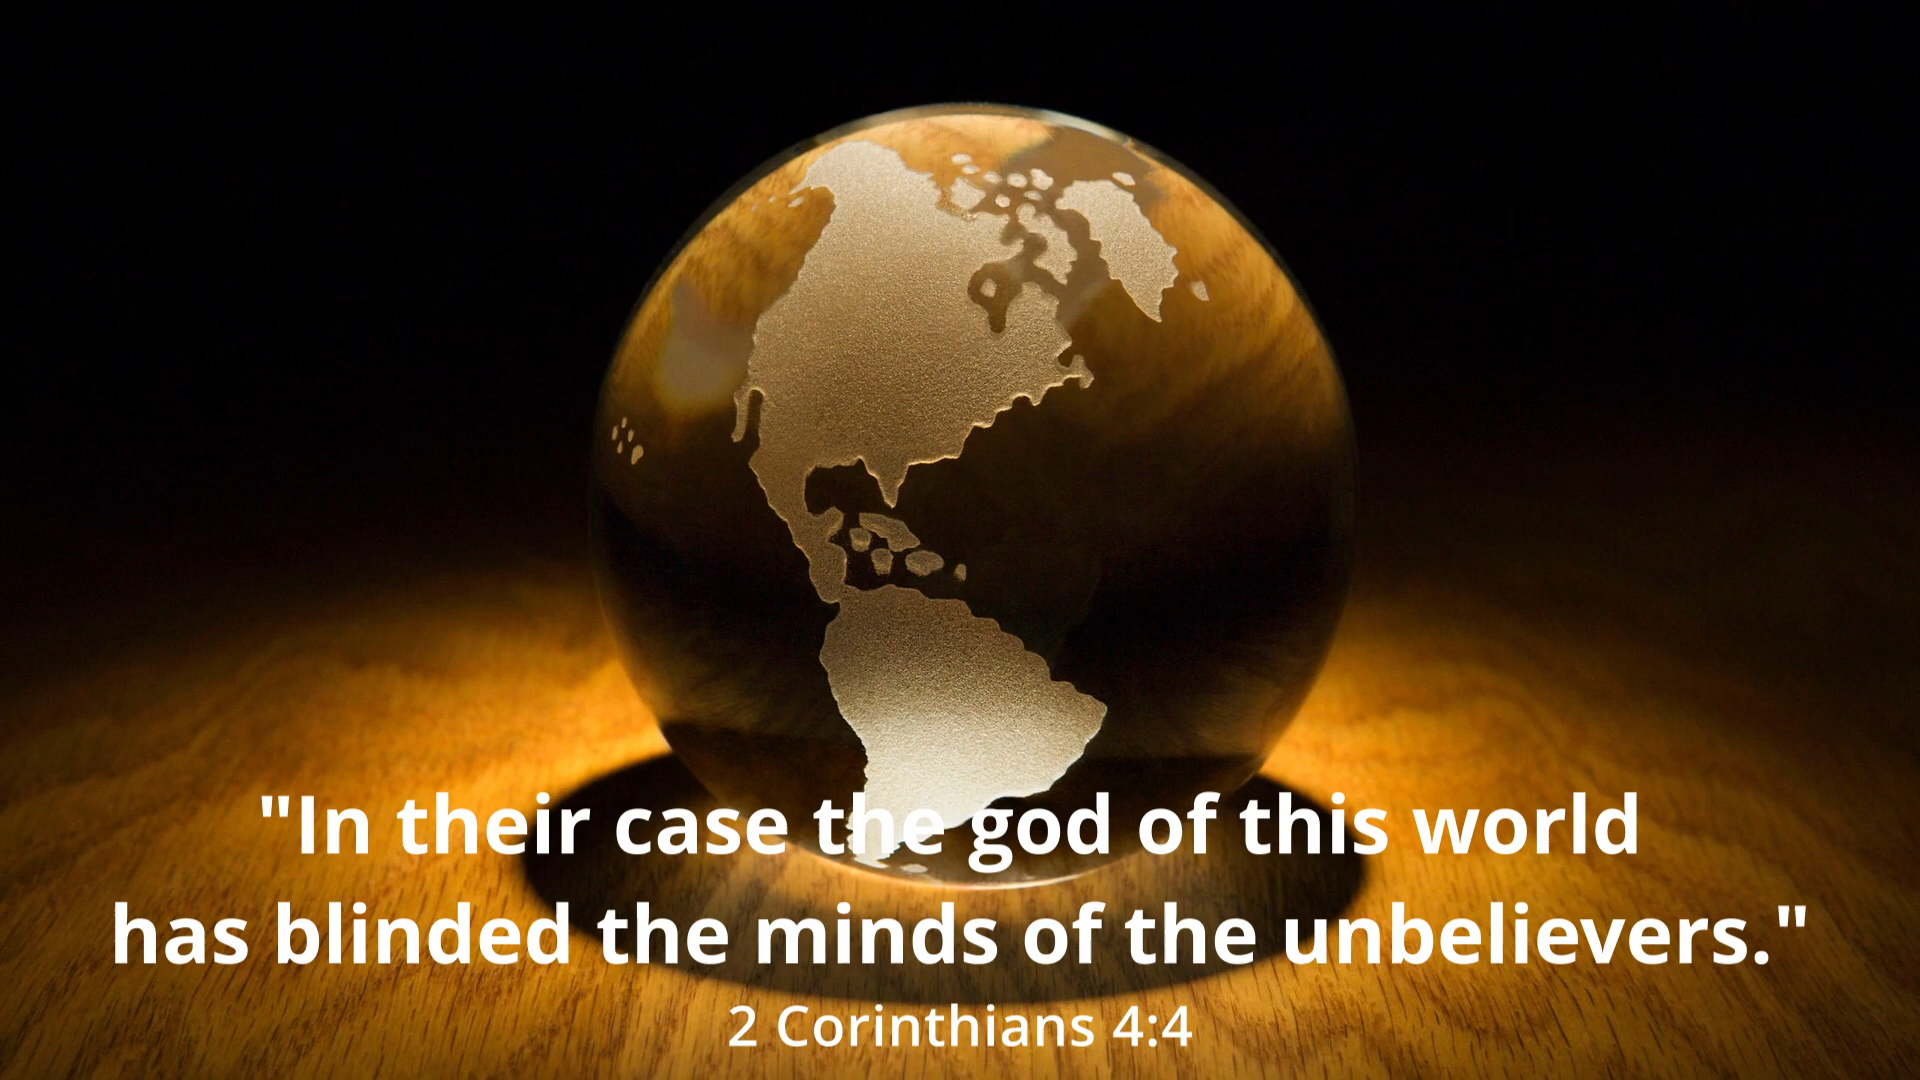 "In their case the god of this world
has blinded the minds of the unbelievers."
2 Corinthians 4:4